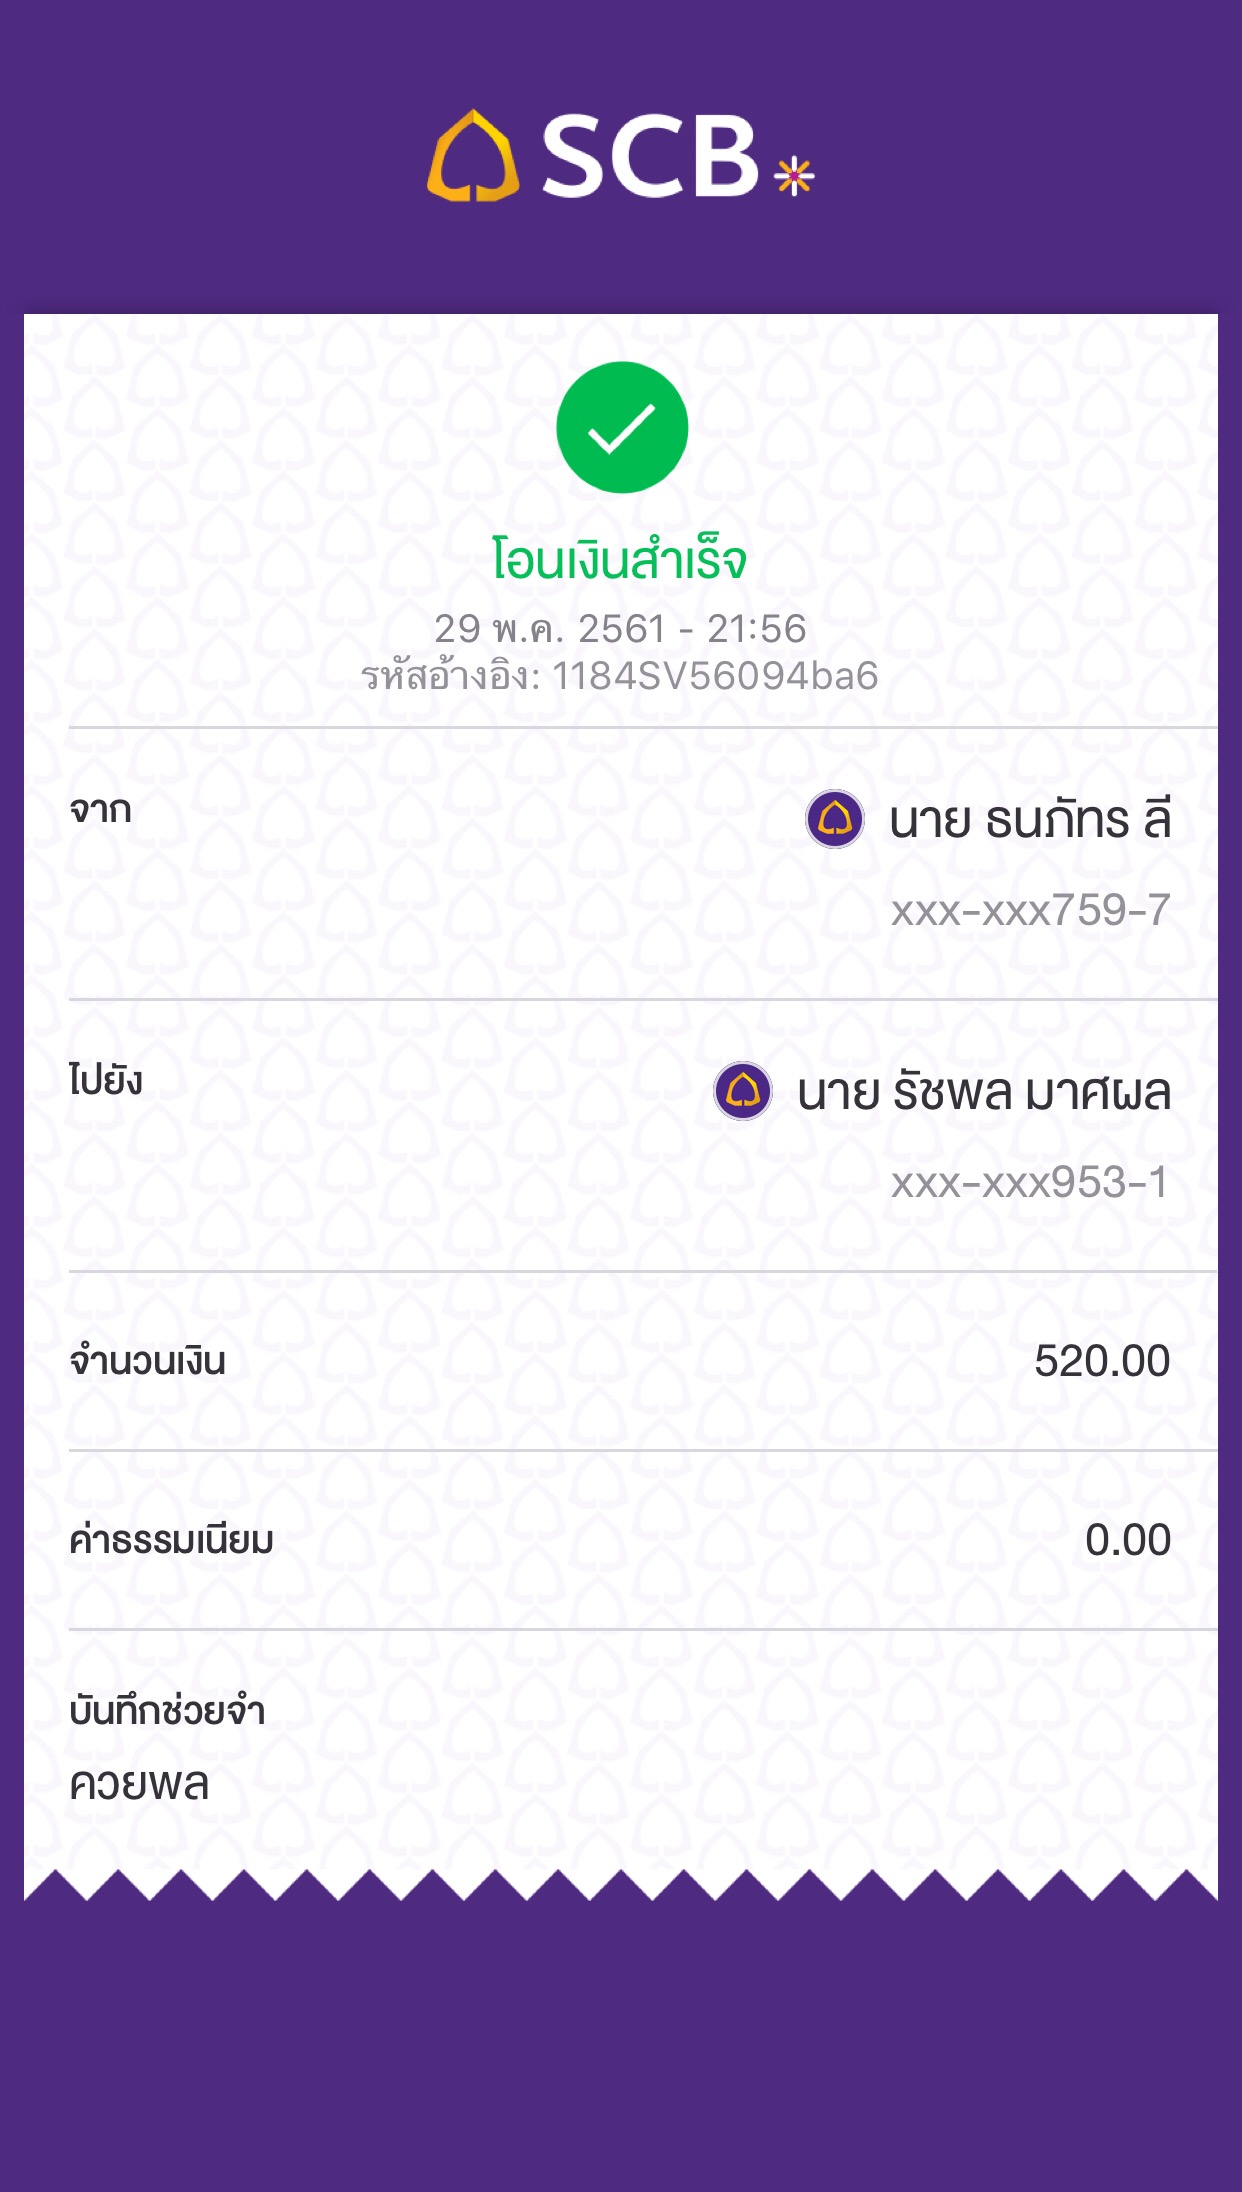 SCB
โอนเงินสำเร็จ
29 พ.ค. 2561 - 21:56
รหัสอ้างอิง: 1184SV56094ba6
จาก
นาย ธนภัทร ลี
xxx-xxx759-7
ไปยัง
นาย รัชพล มาศผล
xxx-xxx953-1
จำนวนเงิน
520.00
ค่าธรรมเนียม
0.00
บันทึกช่วยจำ
ควยพล